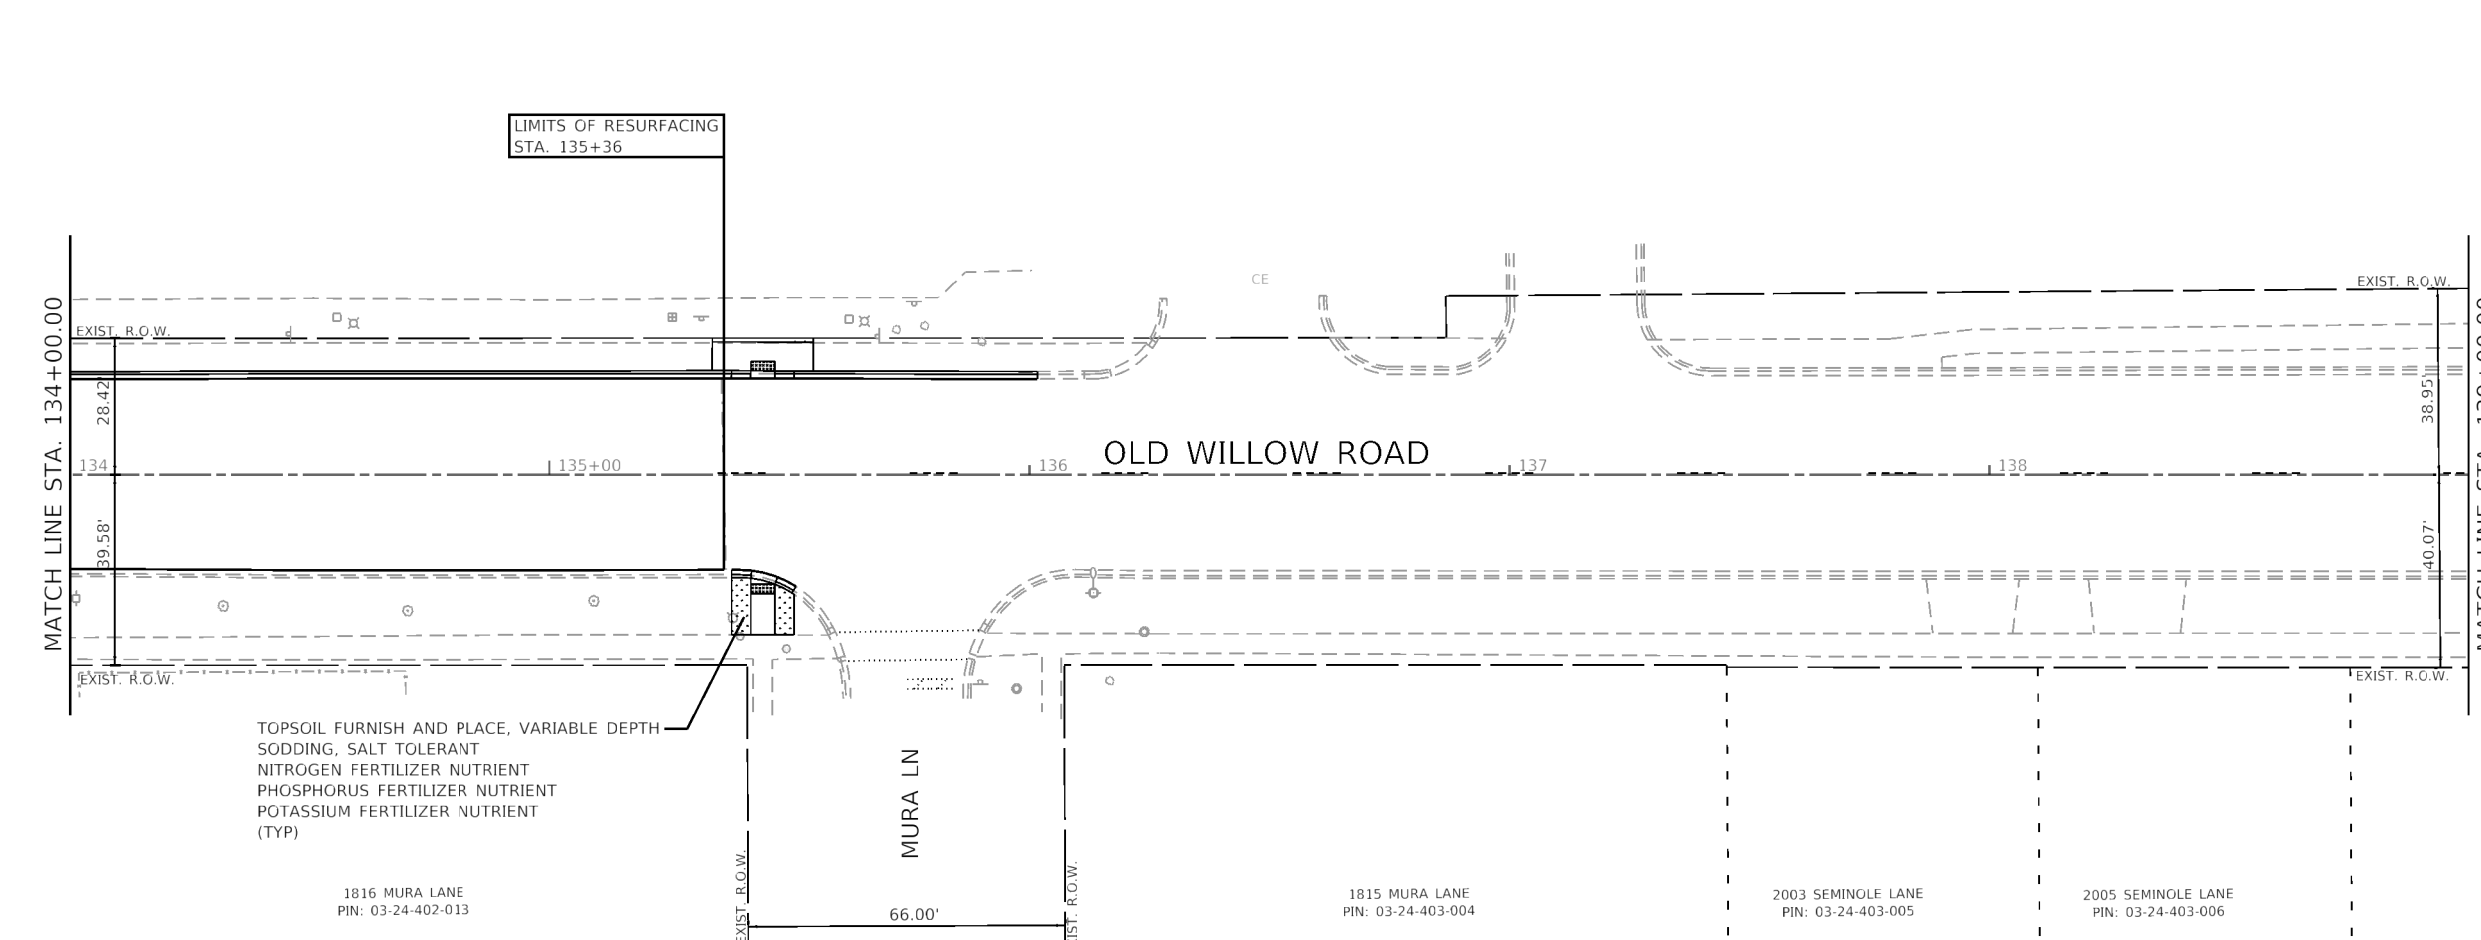 LIMITS OF RESURFACING
STA. 135+36
CE
EXIST. R.O.W.
EXIST. R.O.W.
MATCH LINE STA. 134+00.00
28.42'
38.95'
OLD WILLOW ROAD
134
135+00
136
137
138
39.58'
40.07'
EXIST. R.O.W.
EXIST. R.O.W.
TOPSOIL FURNISH AND PLACE, VARIABLE DEPTH
SODDING, SALT TOLERANT
NITROGEN FERTILIZER NUTRIENT
PHOSPHORUS FERTILIZER NUTRIENT
POTASSIUM FERTILIZER NUTRIENT
(TYP)
MURA LN
EXIST. R.O.W.
R.O.W.
66.00'
1816 MURA LANE
PIN: 03-24-402-013
1815 MURA LANE
PIN: 03-24-403-004
2003 SEMINOLE LANE
PIN: 03-24-403-005
2005 SEMINOLE LANE
PIN: 03-24-403-006